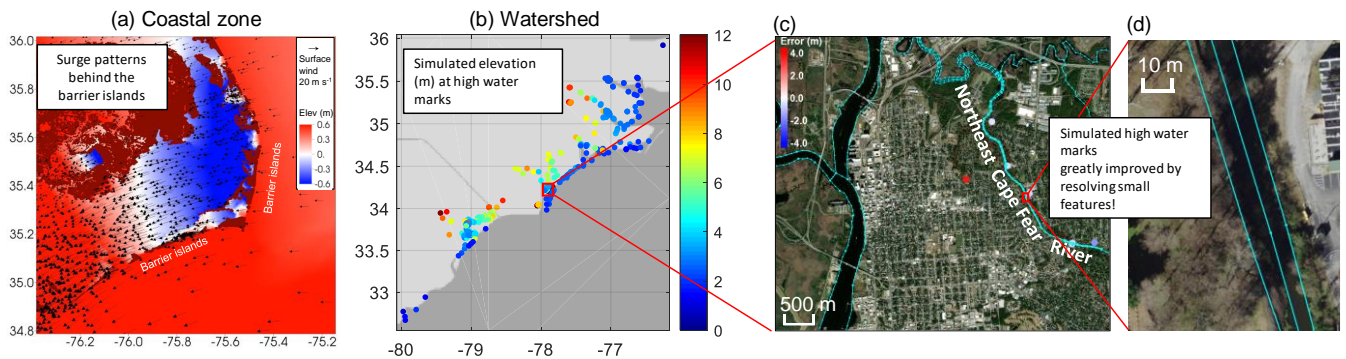 (a) Coastal zone
36.0
35.8
35.6
35.4
35.2
35.0
34.8
-76.2
-76.0
-75.8
-75.6
-75.4
-75.2
Surge patterns
behind the
barrier islands
Surface
wind
20 m s⁻¹
Elev (m)
0.6
0.3
0
-0.3
-0.6
Barrier islands
Barrier islands
(b) Watershed
36
35.5
35
34.5
34
33.5
33
-80
-79
-78
-77
Simulated elevation
(m) at high water
marks
12
10
8
6
4
2
0
(c)
Error (m)
4.0
2.0
0.0
-2.0
-4.0
Northeast Cape Fear River
500 m
(d)
10 m
Simulated high water
marks
greatly improved by
resolving small
features!